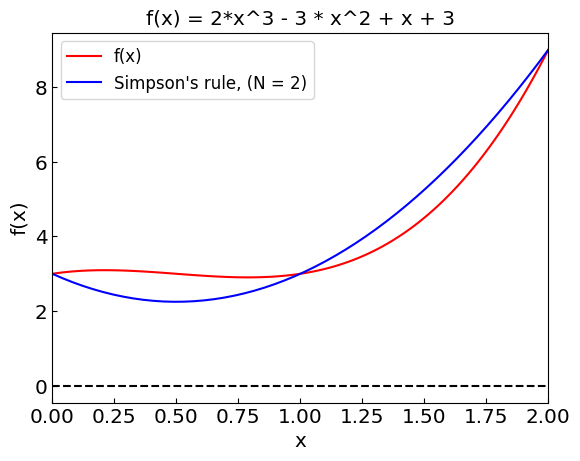 f(x) = 2*x^3 - 3 * x^2 + x + 3
f(x)
Simpson's rule, (N = 2)
8
6
4
2
0
f(x)
0.00 0.25 0.50 0.75 1.00 1.25 1.50 1.75 2.00
x